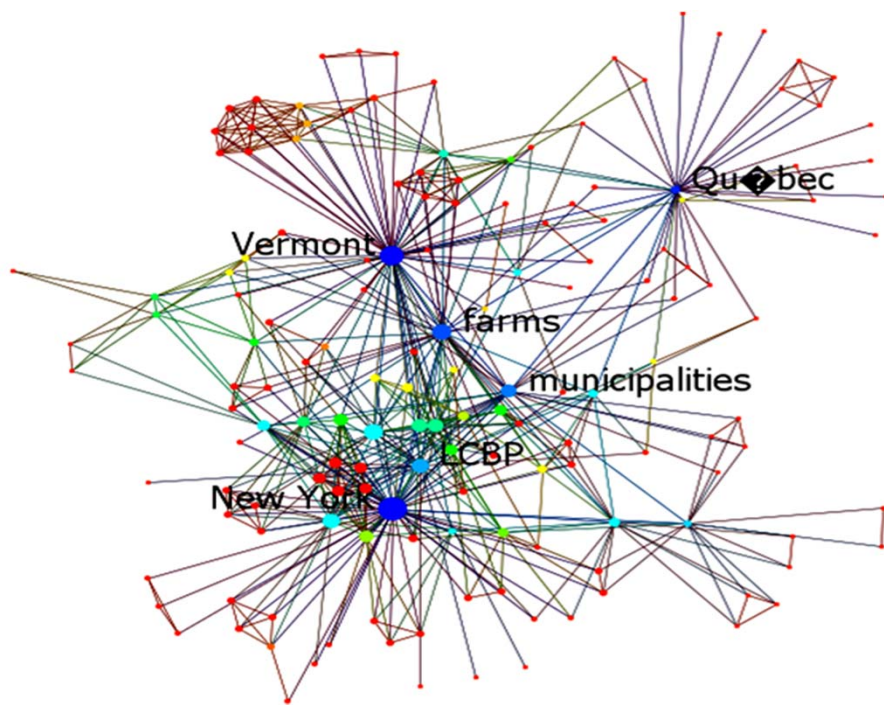 Qu�bec
Vermont
farms
municipalities
LCBP
New York